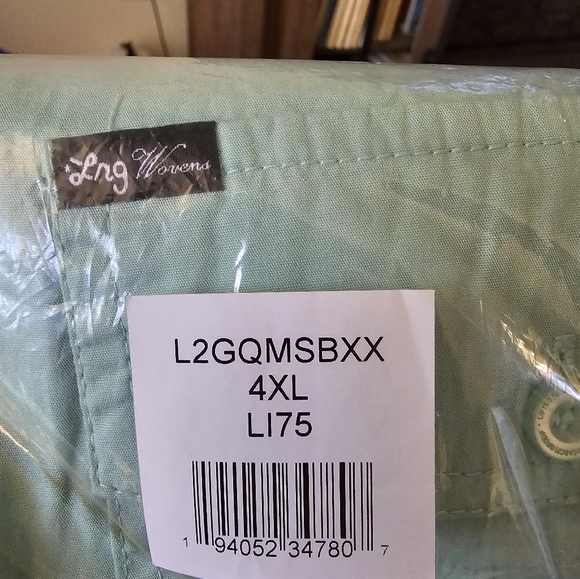 Lng Wovens
L2GQMSBXX
4XL
LI75
1 94052 34780 7